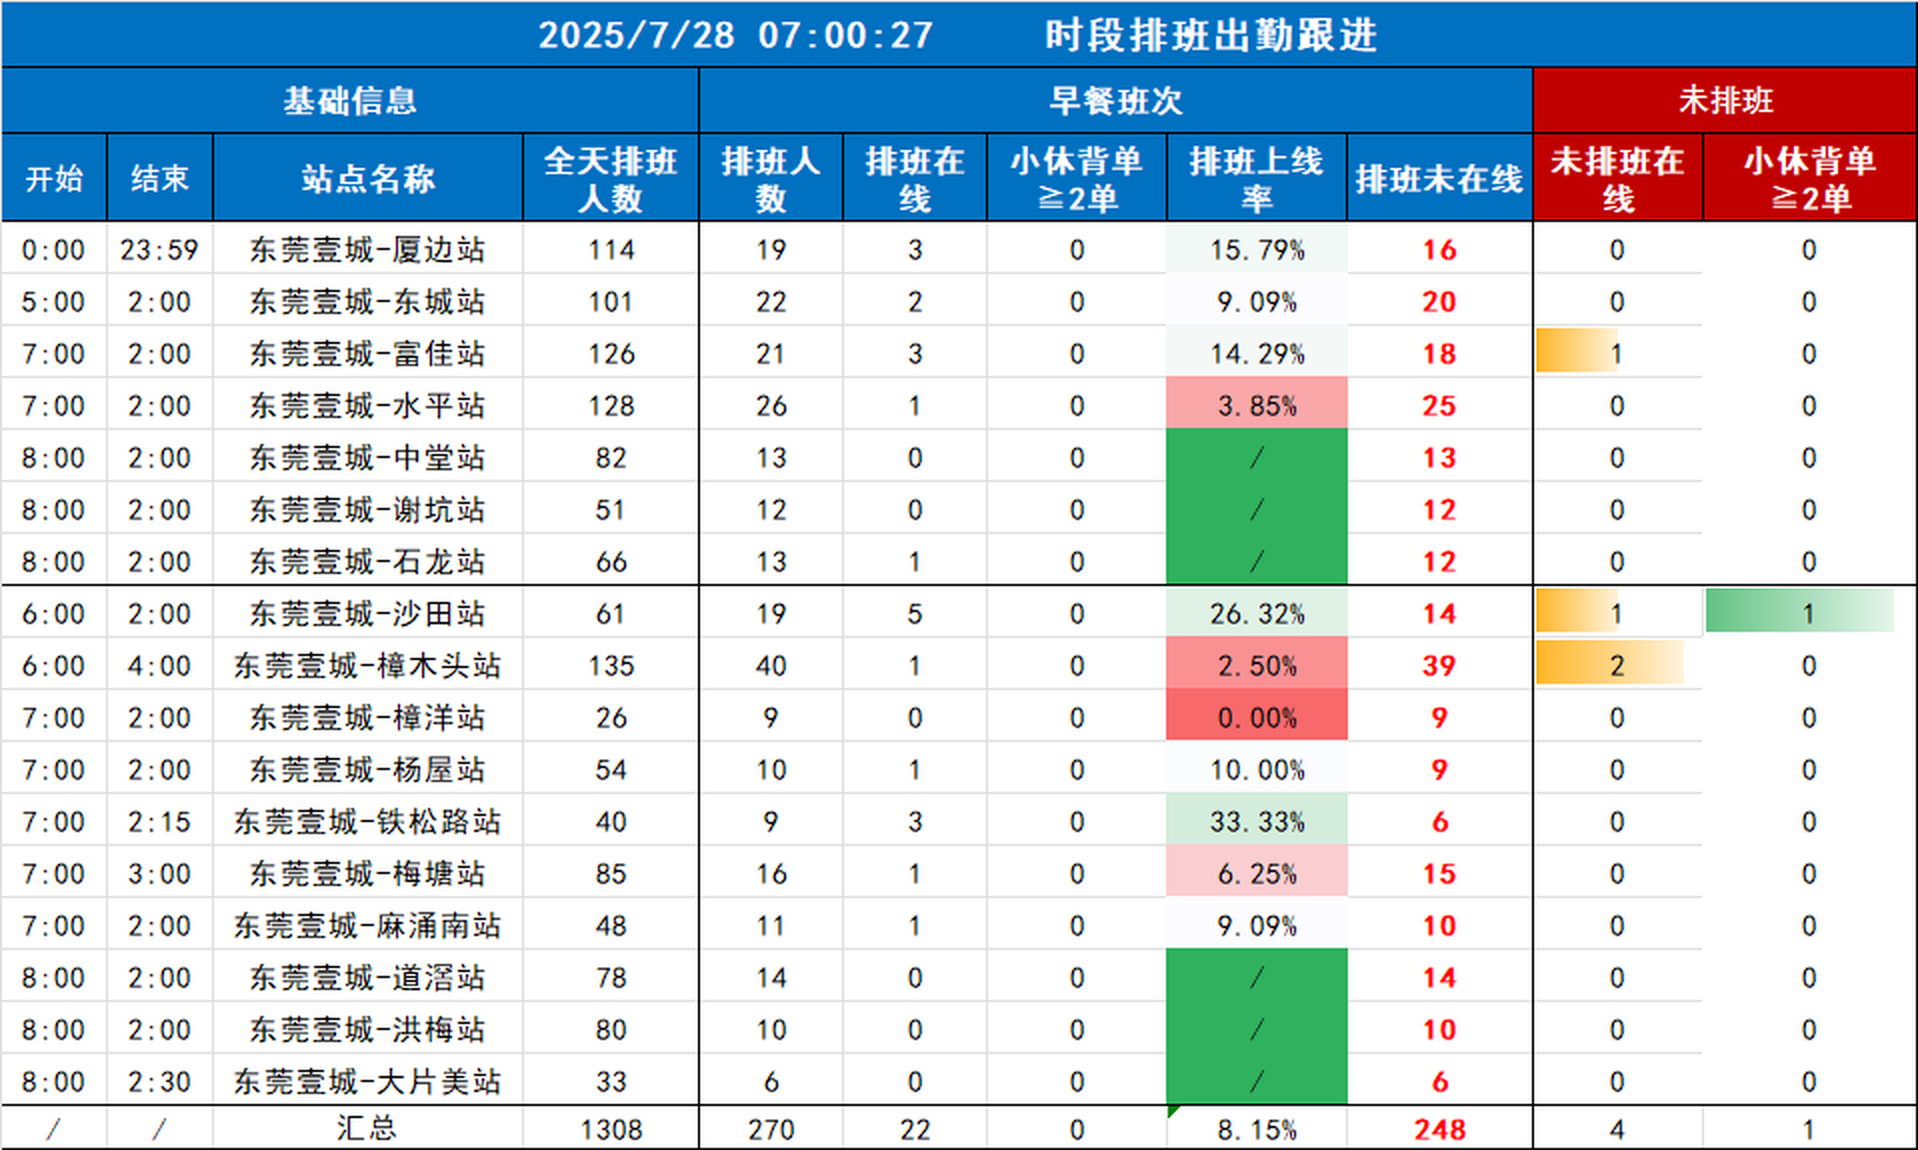 2025/7/28 07:00:27 时段排班出勤跟进
基础信息 早餐班次 未排班
开始 结束 站点名称 全天排班人数 排班人数 排班在线 小休背单≧2单 排班上线率 排班未在线 未排班在线 小休背单≧2单
0:00 23:59 东莞壹城-厦边站 114 19 3 0 15.79% 16 0 0
5:00 2:00 东莞壹城-东城站 101 22 2 0 9.09% 20 0 0
7:00 2:00 东莞壹城-富佳站 126 21 3 0 14.29% 18 1 0
7:00 2:00 东莞壹城-水平站 128 26 1 0 3.85% 25 0 0
8:00 2:00 东莞壹城-中堂站 82 13 0 0 / 13 0 0
8:00 2:00 东莞壹城-谢坑站 51 12 0 0 / 12 0 0
8:00 2:00 东莞壹城-石龙站 66 13 1 0 / 12 0 0
6:00 2:00 东莞壹城-沙田站 61 19 5 0 26.32% 14 1 1
6:00 4:00 东莞壹城-樟木头站 135 40 1 0 2.50% 39 2 0
7:00 2:00 东莞壹城-樟洋站 26 9 0 0 0.00% 9 0 0
7:00 2:00 东莞壹城-杨屋站 54 10 1 0 10.00% 9 0 0
7:00 2:15 东莞壹城-铁松路站 40 9 3 0 33.33% 6 0 0
7:00 3:00 东莞壹城-梅塘站 85 16 1 0 6.25% 15 0 0
7:00 2:00 东莞壹城-麻涌南站 48 11 1 0 9.09% 10 0 0
8:00 2:00 东莞壹城-道滘站 78 14 0 0 / 14 0 0
8:00 2:00 东莞壹城-洪梅站 80 10 0 0 / 10 0 0
8:00 2:30 东莞壹城-大片美站 33 6 0 0 / 6 0 0
/ / 汇总 1308 270 22 0 8.15% 248 4 1